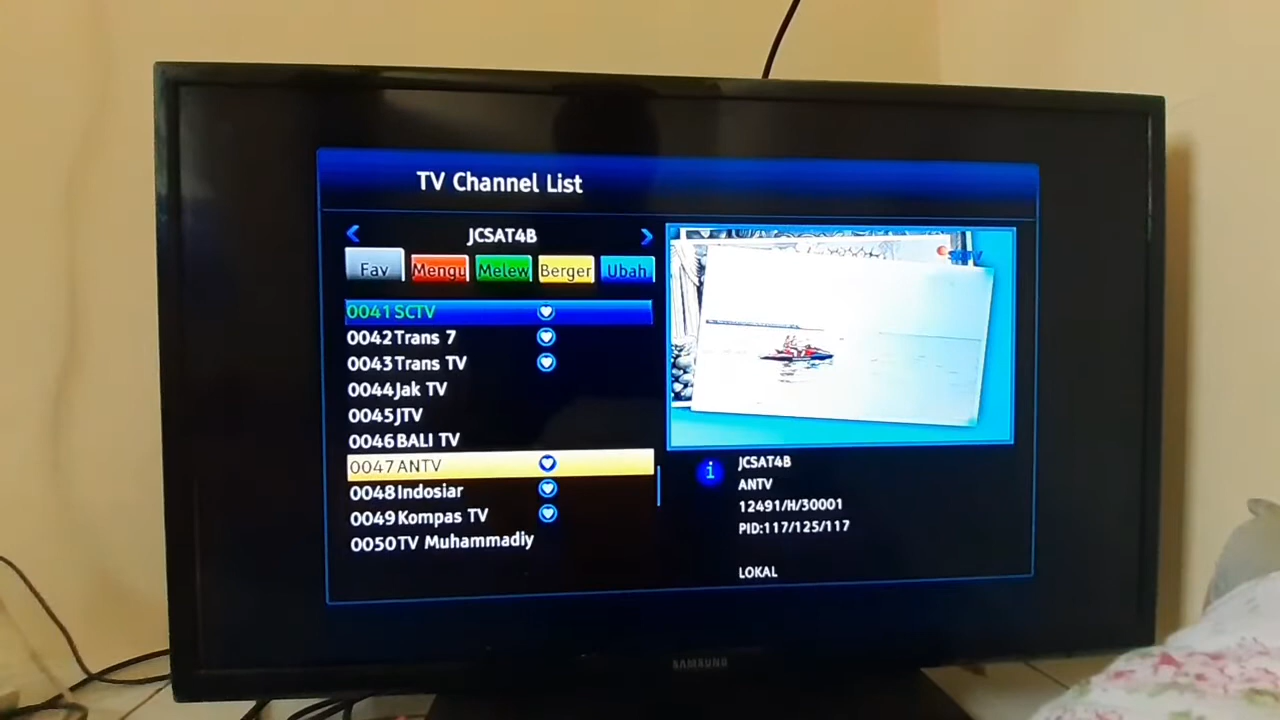 TV Channel List
JCSAT4B
Fav Mengu Melew Berger Ubah
0041 SCTV
0042 Trans 7
0043 Trans TV
0044 Jak TV
0045 JTV
0046 BALI TV
0047 ANTV
0048 Indosiar
0049 Kompas TV
0050 TV Muhammadiy
SCTV
i
JCSAT4B
ANTV
12491/H/30001
PID:117/125/117
LOKAL
SAMSUNG